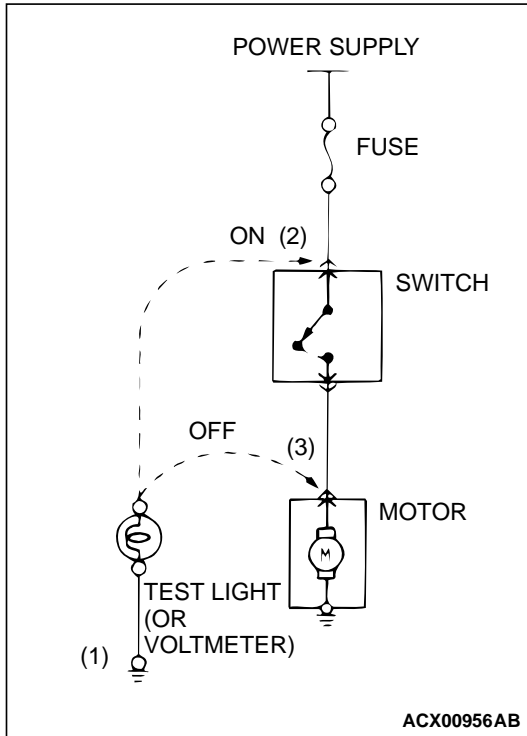 POWER SUPPLY
FUSE
ON (2)
SWITCH
OFF
(3)
MOTOR
M
TEST LIGHT
(OR
VOLTMETER)
(1)
ACX00956AB